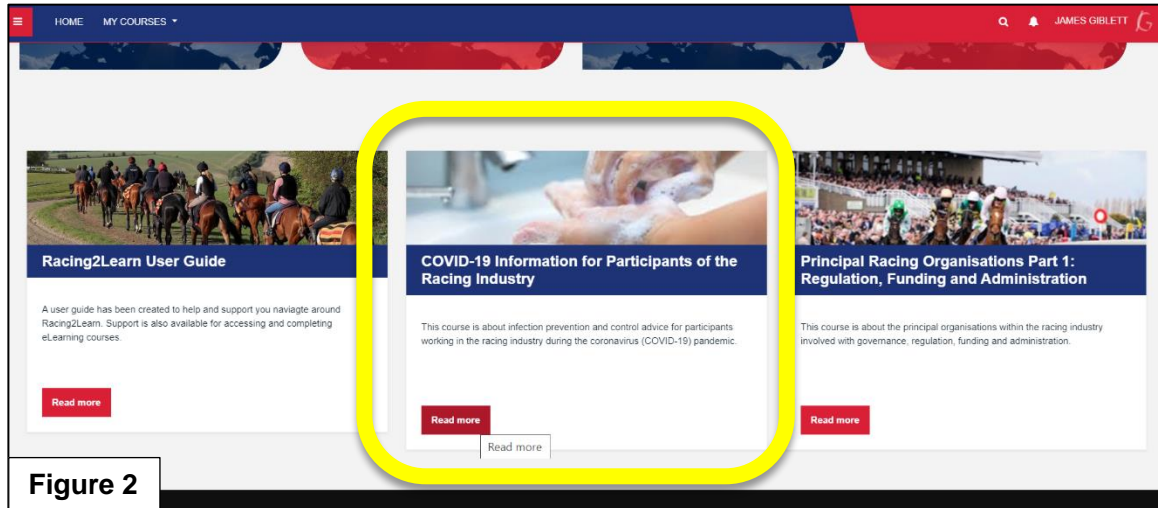 HOME MY COURSES JAMES GIBLETT
Racing2Learn User Guide
A user guide has been created to help and support you naviagte around
Racing2Learn. Support is also available for accessing and completing
eLearning courses.
Read more
COVID-19 Information for Participants of the
Racing Industry
This course is about infection prevention and control advice for participants
working in the racing industry during the coronavirus (COVID-19) pandemic.
Read more
Read more
Principal Racing Organisations Part 1:
Regulation, Funding and Administration
This course is about the principal organisations within the racing industry
involved with governance, regulation, funding and administration.
Read more
Figure 2